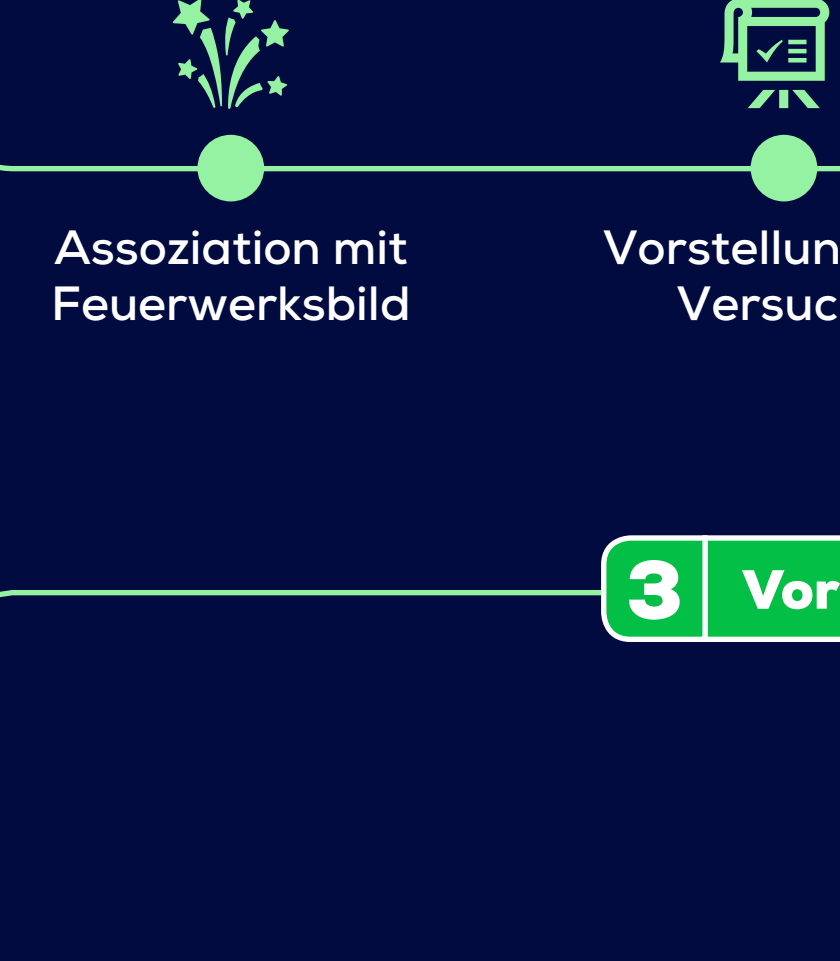 Assoziation mit
Feuerwerksbild
Vorstellun
Versuc
3 Vor